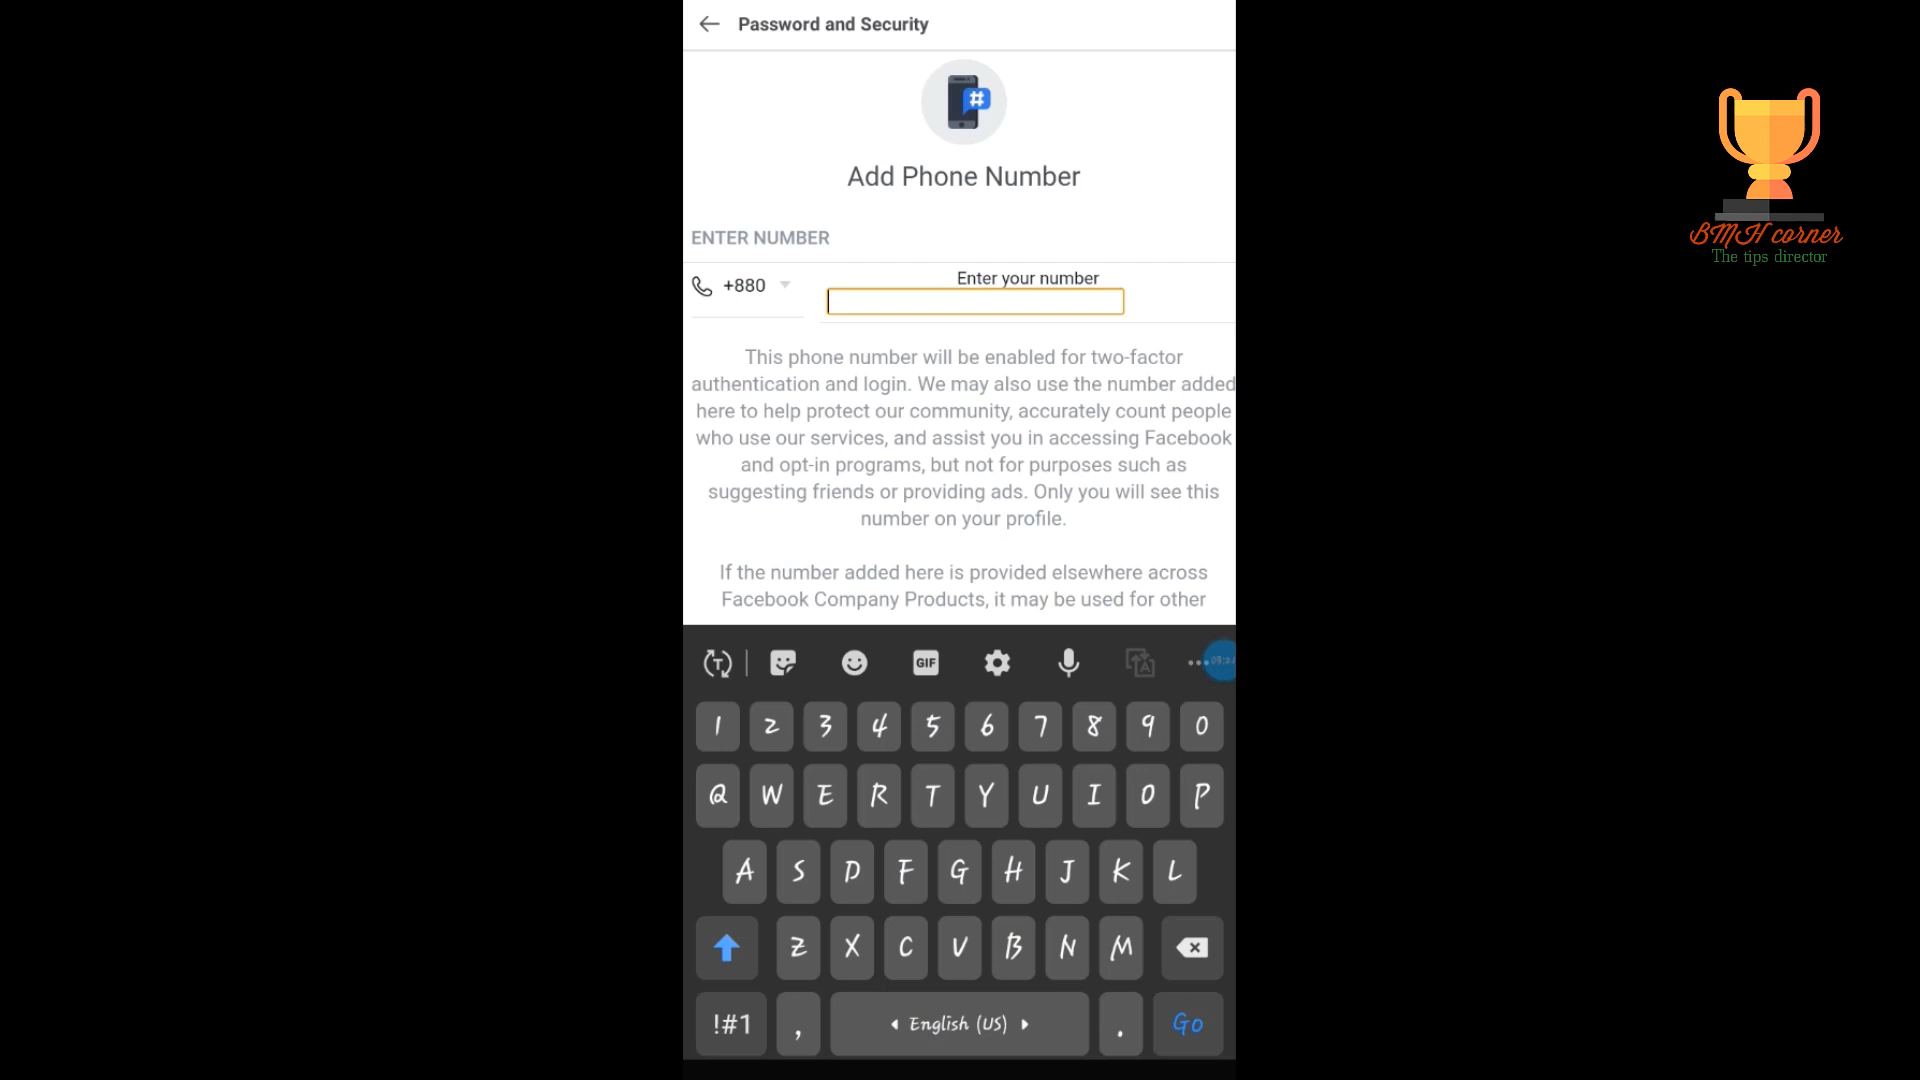 Password and Security
#
Add Phone Number
ENTER NUMBER
+880
Enter your number
This phone number will be enabled for two-factor
authentication and login. We may also use the number added
here to help protect our community, accurately count people
who use our services, and assist you in accessing Facebook
and opt-in programs, but not for purposes such as
suggesting friends or providing ads. Only you will see this
number on your profile.
If the number added here is provided elsewhere across
Facebook Company Products, it may be used for other
BMH corner
The tips director
T GIF A
1 2 3 4 5 6 7 8 9 0
Q W E R T Y U I O P
A S D F G H J K L
Z X C V B N M
!#1 , English (US) . Go